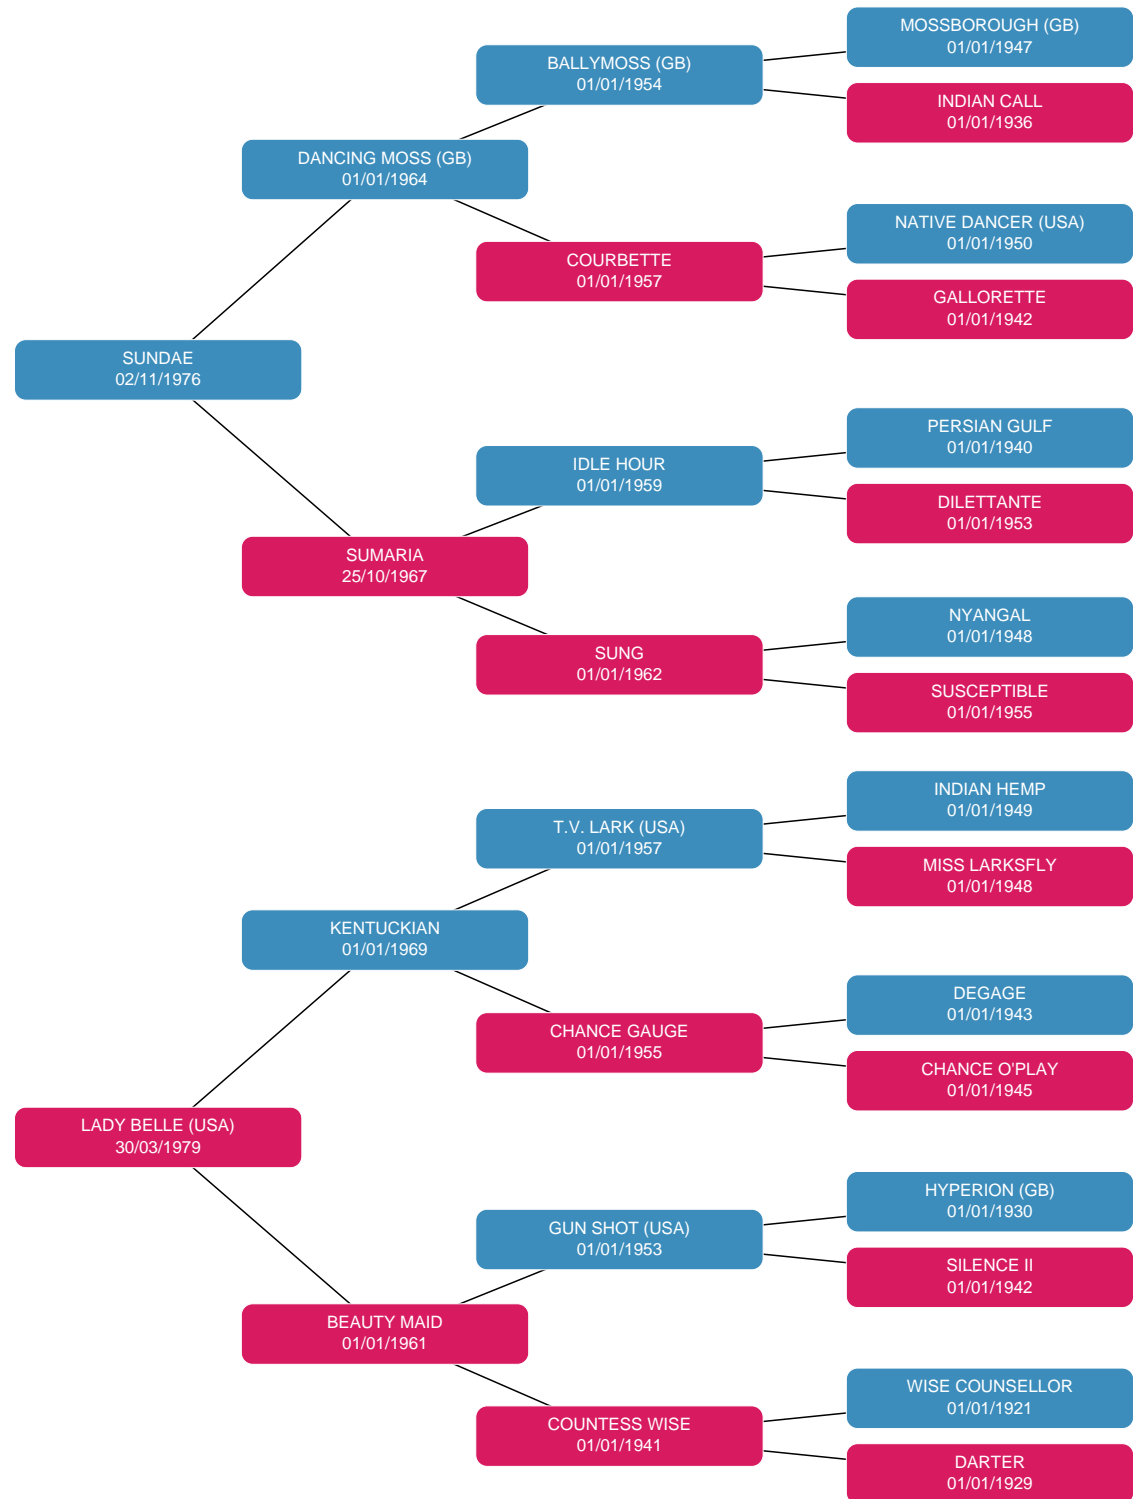 MOSSBOROUGH (GB)
01/01/1947
BALLYMOSS (GB)
01/01/1954
INDIAN CALL
01/01/1936
DANCING MOSS (GB)
01/01/1964
NATIVE DANCER (USA)
01/01/1950
COURBETTE
01/01/1957
GALLORETTE
01/01/1942
SUNDAE
02/11/1976
PERSIAN GULF
01/01/1940
IDLE HOUR
01/01/1959
DILETTANTE
01/01/1953
SUMARIA
25/10/1967
NYANGAL
01/01/1948
SUNG
01/01/1962
SUSCEPTIBLE
01/01/1955
INDIAN HEMP
01/01/1949
T.V. LARK (USA)
01/01/1957
MISS LARKSFLY
01/01/1948
KENTUCKIAN
01/01/1969
DEGAGE
01/01/1943
CHANCE GAUGE
01/01/1955
CHANCE O'PLAY
01/01/1945
LADY BELLE (USA)
30/03/1979
HYPERION (GB)
01/01/1930
GUN SHOT (USA)
01/01/1953
SILENCE II
01/01/1942
BEAUTY MAID
01/01/1961
WISE COUNSELLOR
01/01/1921
COUNTESS WISE
01/01/1941
DARTER
01/01/1929